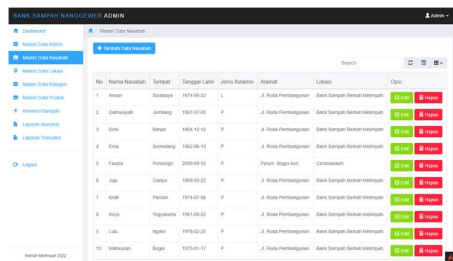 BANK SAMPAH NANGGEWER ADMIN
Admin
Dashboard
Master Data Admin
Master Data Nasabah
Master Data Lokasi
Master Data Kategori
Master Data Produk
Konversi Sampah
Laporan Konversi
Laporan Transaksi
Logout
Berkah Melimpah 2022
Master Data Nasabah
Tambah Data Nasabah
Search
No Nama Nasabah Tempat Tanggal Lahir Jenis Kelamin Alamat Lokasi Opsi
1 Anwari Surabaya 1974-06-22 L Jl. Roda Pembangunan Bank Sampah Berkah Melimpah Edit Hapus
2 Jombang 1967-07-03 P Jl. Roda Pembangunan Bank Sampah Berkah Melimpah Edit Hapus
3 Banjar 1964-12-12 P Jl. Roda Pembangunan Bank Sampah Berkah Melimpah Edit Hapus
4 Erna Sumedang 1962-06-13 P Jl. Roda Pembangunan Bank Sampah Berkah Melimpah Edit Hapus
5 Fauzia Ponorogo 2000-09-12 P Perum. Bogor Asri Cendrawasih Edit Hapus
6 Juju Cianjur 1969-05-22 P Jl. Roda Pembangunan Bank Sampah Berkah Melimpah Edit Hapus
7 Kelik Pacitan 1974-07-06 P Jl. Roda Pembangunan Bank Sampah Berkah Melimpah Edit Hapus
8 Koyo Yogyakarta 1961-08-22 P Jl. Roda Pembangunan Bank Sampah Berkah Melimpah Edit Hapus
9 Lulu Ngawi 1978-02-23 P Jl. Roda Pembangunan Bank Sampah Berkah Melimpah Edit Hapus
10 Mahsunah Bogor 1973-01-17 P Jl. Roda Pembangunan Bank Sampah Berkah Melimpah Edit Hapus